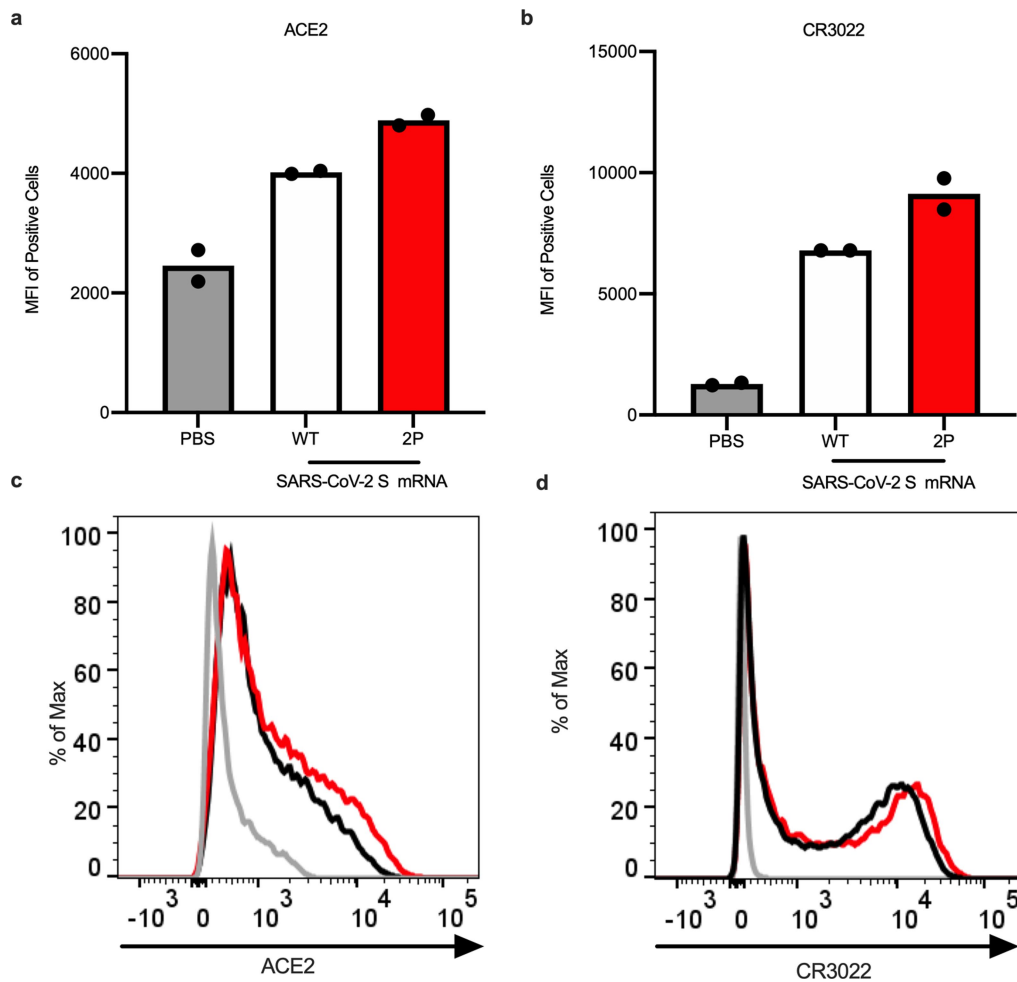 a
ACE2
6000
4000
2000
0
MFI of Positive Cells
PBS
WT
2P
SARS-CoV-2 S mRNA
b
CR3022
15000
10000
5000
0
MFI of Positive Cells
PBS
WT
2P
SARS-CoV-2 S mRNA
c
100
80
60
40
20
0
% of Max
-10 3
0
10 3
10 4
10 5
ACE2
d
100
80
60
40
20
0
% of Max
-10 3
0
10 3
10 4
10 5
CR3022